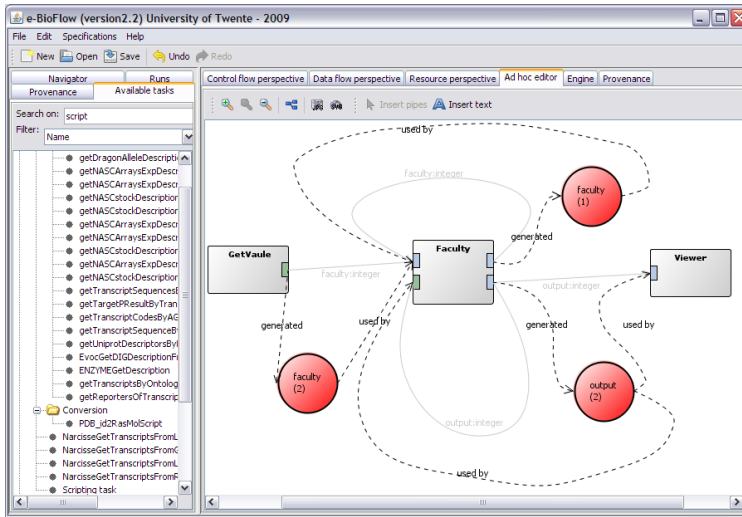 e-BioFlow (version2.2) University of Twente - 2009
File Edit Specifications Help
New Open Save Undo Redo
Navigator Runs
Provenance Available tasks
Search on: script
Filter: Name
getDragonAlleleDescripti
getNASCArraysExpDescr
getNASCstockDescription
getNASCstockDescription
getNASCArraysExpDescr
getNASCArraysExpDescr
getNASCstockDescription
getNASCArraysExpDescr
getNASCArraysExpDescr
getNASCstockDescription
getTranscriptSequencesE
getTargetPResultByTran
getTranscriptCodesByAG
getTranscriptSequenceBy
getUniprotDescriptorsByI
EvocGetDIGDescriptionFr
ENZYMEGetDescription
getTranscriptsByOntolog
getReportersOfTranscrip
Conversion
PDB_id2RasMolScript
NarcisseGetTranscriptsFromL
NarcisseGetTranscriptsFromG
NarcisseGetTranscriptsFromL
NarcisseGetTranscriptsFromR
Scripting task
Control flow perspective Data flow perspective Resource perspective Ad hoc editor Engine Provenance
Insert pipes Insert text
used by
faculty:integer
faculty
(1)
generated
GetVaule
Faculty
Viewer
faculty:integer
output:integer
generated
used by
generated
used by
faculty
(2)
output
(2)
output:integer
used by